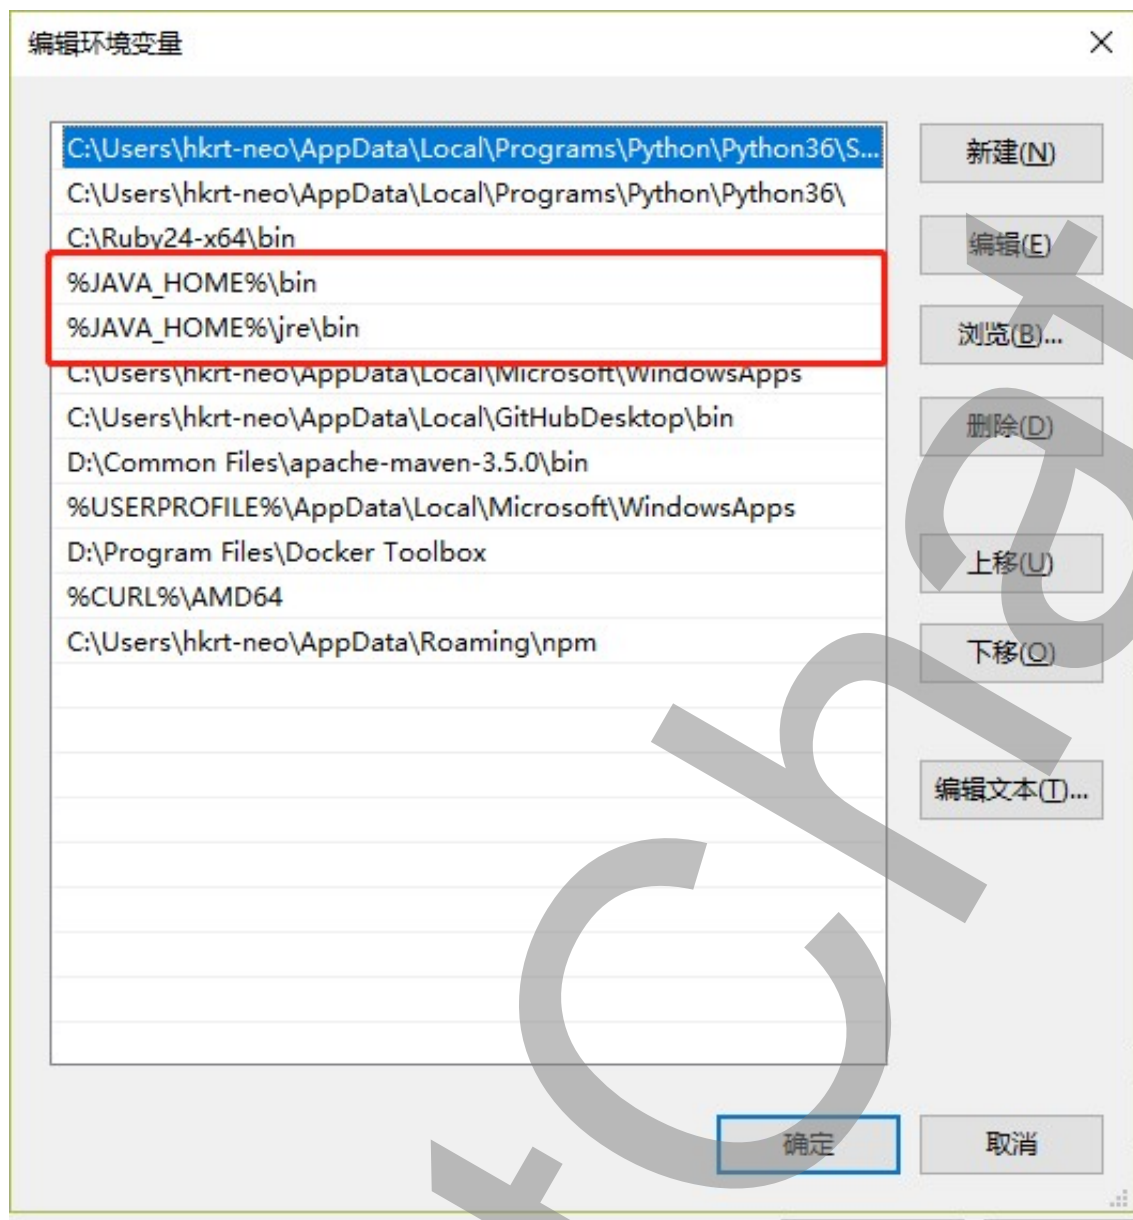 编辑环境变量
C:\Users\hkrt-neo\AppData\Local\Programs\Python\Python36\S...
新建(N)
C:\Users\hkrt-neo\AppData\Local\Programs\Python\Python36\
C:\Ruby24-x64\bin
编辑(E)
%JAVA_HOME%\bin
%JAVA_HOME%\jre\bin
浏览(B)...
C:\Users\hkrt-neo\AppData\Local\Microsoft\WindowsApps
C:\Users\hkrt-neo\AppData\Local\GitHubDesktop\bin
删除(D)
D:\Common Files\apache-maven-3.5.0\bin
%USERPROFILE%\AppData\Local\Microsoft\WindowsApps
D:\Program Files\Docker Toolbox
上移(U)
%CURL%\AMD64
C:\Users\hkrt-neo\AppData\Roaming\npm
下移(O)
编辑文本(T)...
确定
取消
tChat